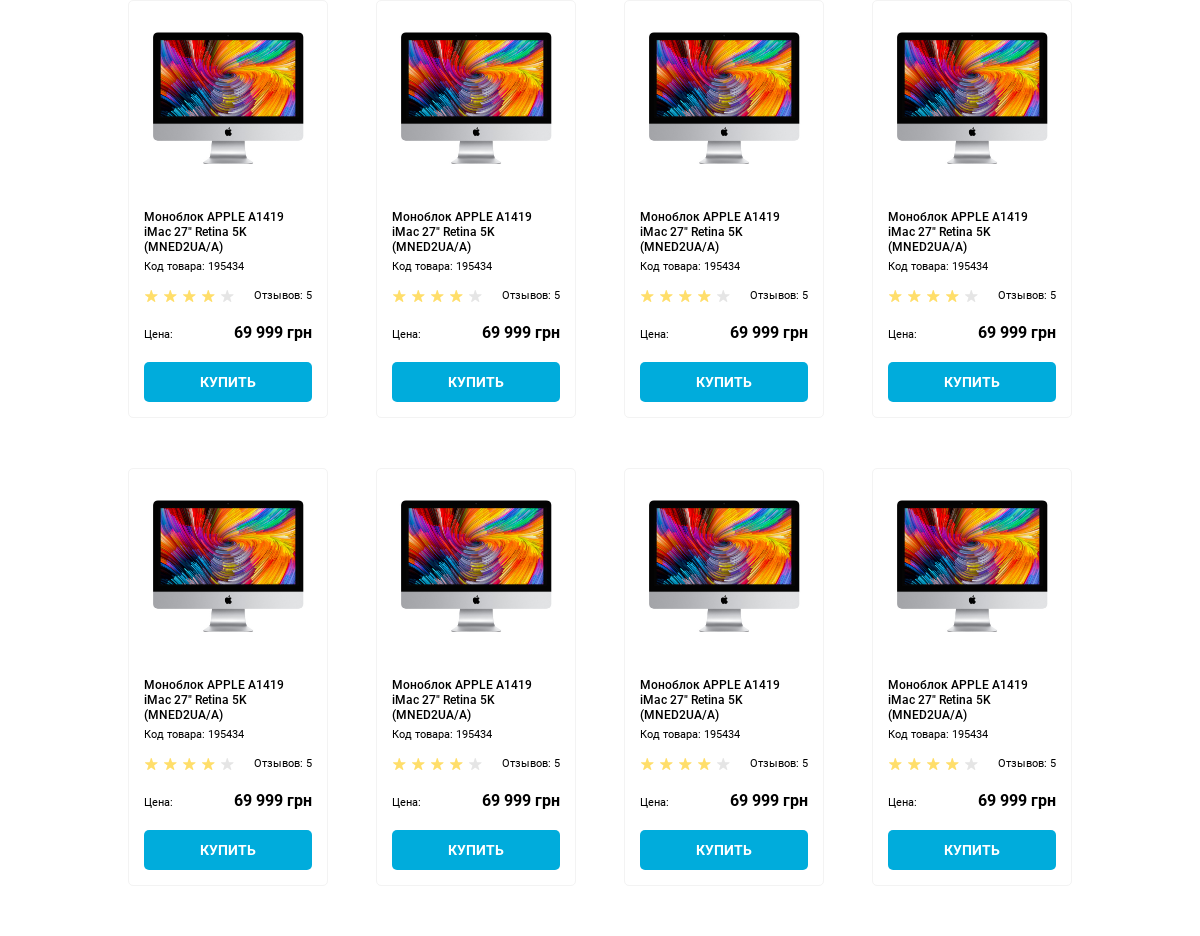 Моноблок APPLE A1419
iMac 27" Retina 5K
(MNED2UA/A)
Код товара: 195434
Отзывов: 5
Цена: 69 999 грн
КУПИТЬ
Моноблок APPLE A1419
iMac 27" Retina 5K
(MNED2UA/A)
Код товара: 195434
Отзывов: 5
Цена: 69 999 грн
КУПИТЬ
Моноблок APPLE A1419
iMac 27" Retina 5K
(MNED2UA/A)
Код товара: 195434
Отзывов: 5
Цена: 69 999 грн
КУПИТЬ
Моноблок APPLE A1419
iMac 27" Retina 5K
(MNED2UA/A)
Код товара: 195434
Отзывов: 5
Цена: 69 999 грн
КУПИТЬ
Моноблок APPLE A1419
iMac 27" Retina 5K
(MNED2UA/A)
Код товара: 195434
Отзывов: 5
Цена: 69 999 грн
КУПИТЬ
Моноблок APPLE A1419
iMac 27" Retina 5K
(MNED2UA/A)
Код товара: 195434
Отзывов: 5
Цена: 69 999 грн
КУПИТЬ
Моноблок APPLE A1419
iMac 27" Retina 5K
(MNED2UA/A)
Код товара: 195434
Отзывов: 5
Цена: 69 999 грн
КУПИТЬ
Моноблок APPLE A1419
iMac 27" Retina 5K
(MNED2UA/A)
Код товара: 195434
Отзывов: 5
Цена: 69 999 грн
КУПИТЬ